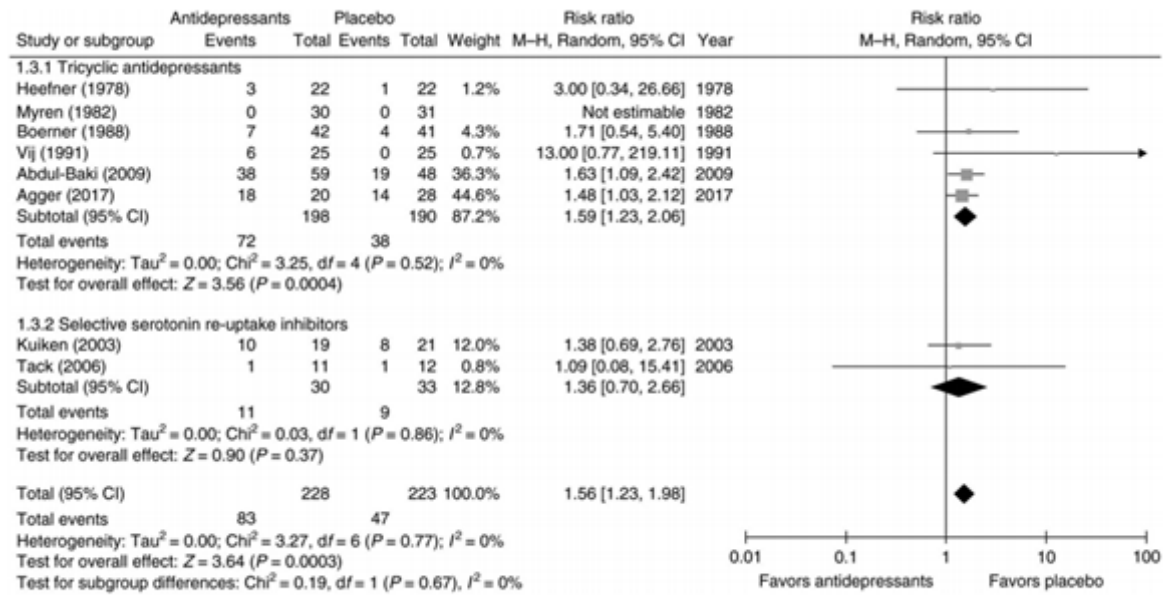 Antidepressants Placebo Risk ratio Risk ratio
Study or subgroup Events Total Events Total Weight M–H, Random, 95% CI Year M–H, Random, 95% CI
1.3.1 Tricyclic antidepressants
Heefner (1978) 3 22 1 22 1.2% 3.00 [0.34, 26.66] 1978
Myren (1982) 0 30 0 31 Not estimable 1982
Boerner (1988) 7 42 4 41 4.3% 1.71 [0.54, 5.40] 1988
Vij (1991) 6 25 0 25 0.7% 13.00 [0.77, 219.11] 1991
Abdul-Baki (2009) 38 59 19 48 36.3% 1.63 [1.09, 2.42] 2009
Agger (2017) 18 20 14 28 44.6% 1.48 [1.03, 2.12] 2017
Subtotal (95% CI) 198 190 87.2% 1.59 [1.23, 2.06]
Total events 72 38
Heterogeneity: Tau² = 0.00; Chi² = 3.25, df = 4 (P = 0.52); I² = 0%
Test for overall effect: Z = 3.56 (P = 0.0004)
1.3.2 Selective serotonin re-uptake inhibitors
Kuiken (2003) 10 19 8 21 12.0% 1.38 [0.69, 2.76] 2003
Tack (2006) 1 11 1 12 0.8% 1.09 [0.08, 15.41] 2006
Subtotal (95% CI) 30 33 12.8% 1.36 [0.70, 2.66]
Total events 11 9
Heterogeneity: Tau² = 0.00; Chi² = 0.03, df = 1 (P = 0.86); I² = 0%
Test for overall effect: Z = 0.90 (P = 0.37)
Total (95% CI) 228 223 100.0% 1.56 [1.23, 1.98]
Total events 83 47
Heterogeneity: Tau² = 0.00; Chi² = 3.27, df = 6 (P = 0.77); I² = 0%
Test for overall effect: Z = 3.64 (P = 0.0003)
Test for subgroup differences: Chi² = 0.19, df = 1 (P = 0.67), I² = 0%
0.01 0.1 1 10 100
Favors antidepressants Favors placebo